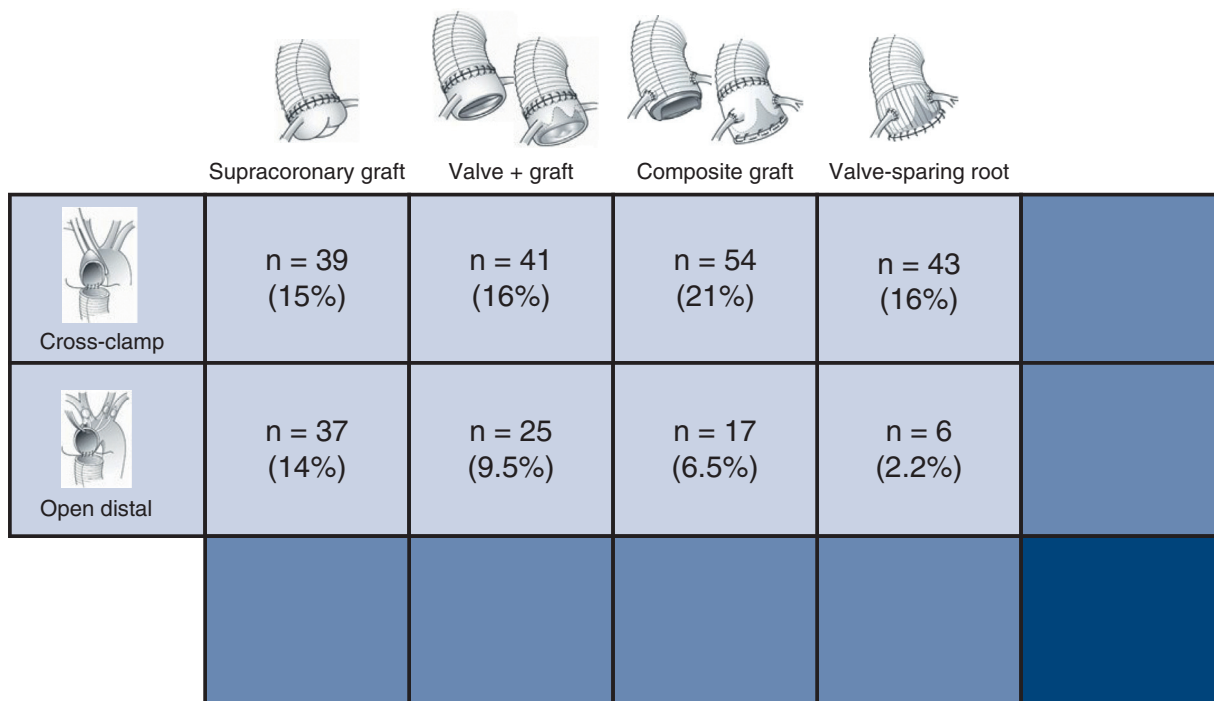 Supracoronary graft Valve + graft Composite graft Valve-sparing root
Cross-clamp
n = 39
(15%)
n = 41
(16%)
n = 54
(21%)
n = 43
(16%)
Open distal
n = 37
(14%)
n = 25
(9.5%)
n = 17
(6.5%)
n = 6
(2.2%)